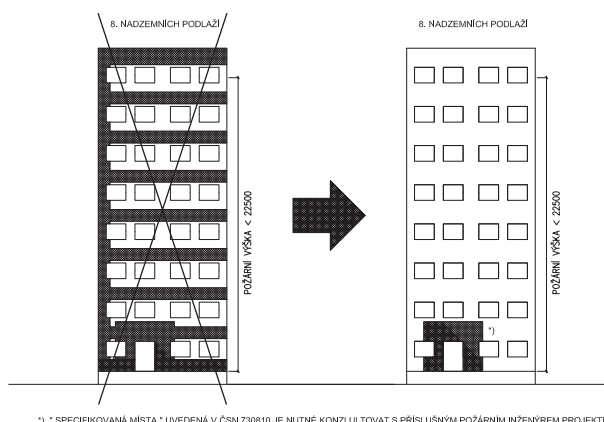 8. NADZEMNÍCH PODLAŽÍ
POŽÁRNÍ VÝŠKA < 22500
8. NADZEMNÍCH PODLAŽÍ
POŽÁRNÍ VÝŠKA < 22500
*)
*) " SPECIFIKOVANÁ MÍSTA " UVEDENÁ V ČSN 730810 JE NUTNÉ KONZULTOVAT S PŘÍSLUŠNÝM POŽÁRNÍM INŽENÝREM PROJEKTU